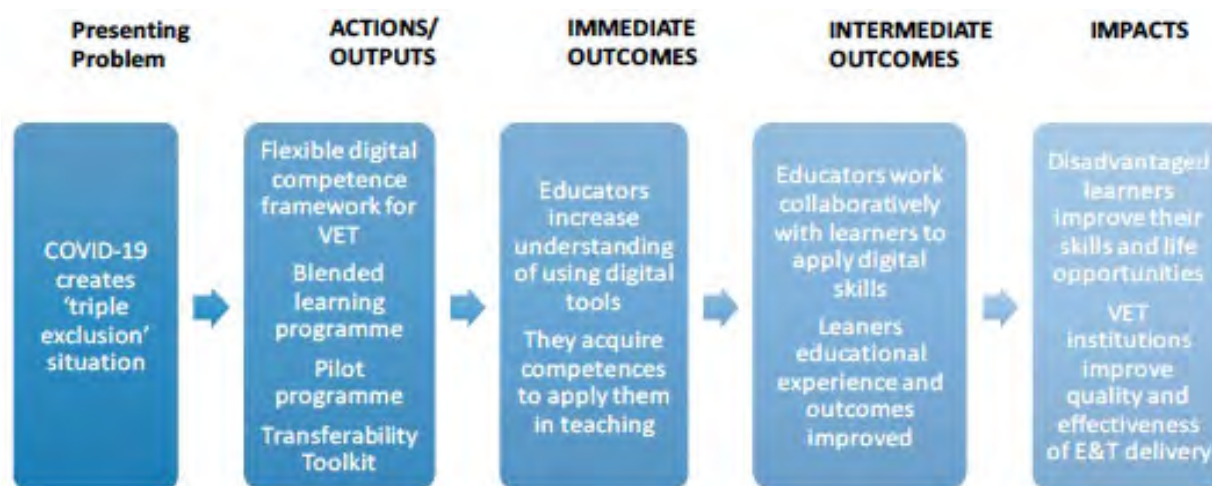 Presenting
Problem
ACTIONS/
OUTPUTS
IMMEDIATE
OUTCOMES
INTERMEDIATE
OUTCOMES
IMPACTS
COVID-19
creates
‘triple
exclusion’
situation
Flexible digital
competence
framework for
VET
Blended
learning
programme
Pilot
programme
Transferability
Toolkit
Educators
increase
understanding
of using digital
tools
They acquire
competences
to apply them
in teaching
Educators work
collaboratively
with learners to
apply digital
skills
Leaners
educational
experience and
outcomes
improved
Disadvantaged
learners
improve their
skills and life
opportunities
VET
institutions
improve
quality and
effectiveness
of E&T delivery